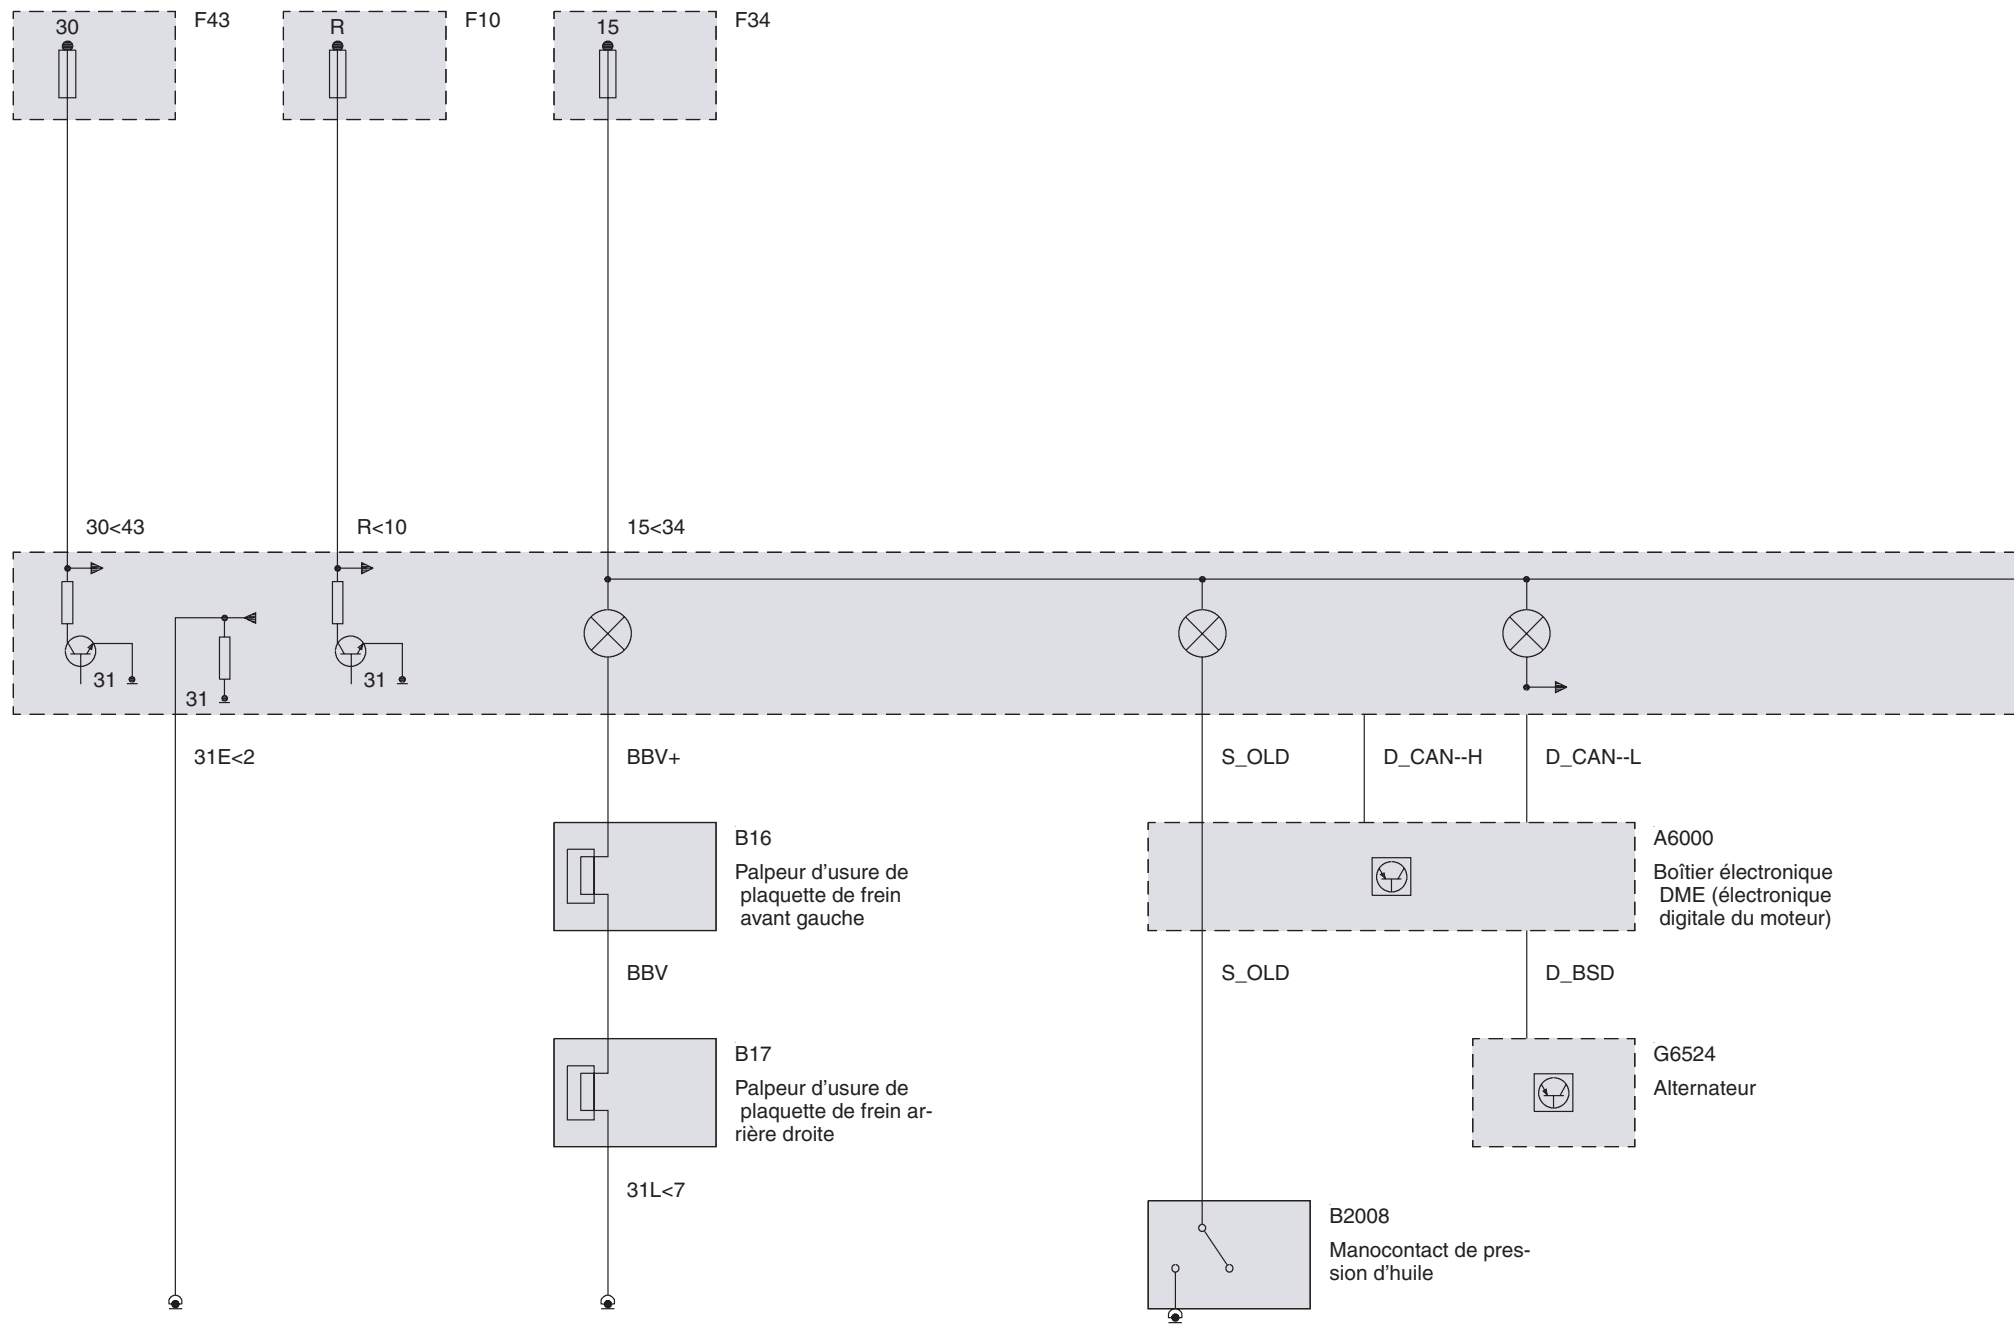 30
F43
R
F10
15
F34
30<43
R<10
15<34
31
31
31
31E<2
BBV+
S_OLD
D_CAN--H
D_CAN--L
B16
Palpeur d'usure de
plaquette de frein
avant gauche
A6000
Boîtier électronique
DME (électronique
digitale du moteur)
BBV
S_OLD
D_BSD
B17
Palpeur d'usure de
plaquette de frein ar-
rière droite
G6524
Alternateur
31L<7
B2008
Manocontact de pres-
sion d'huile